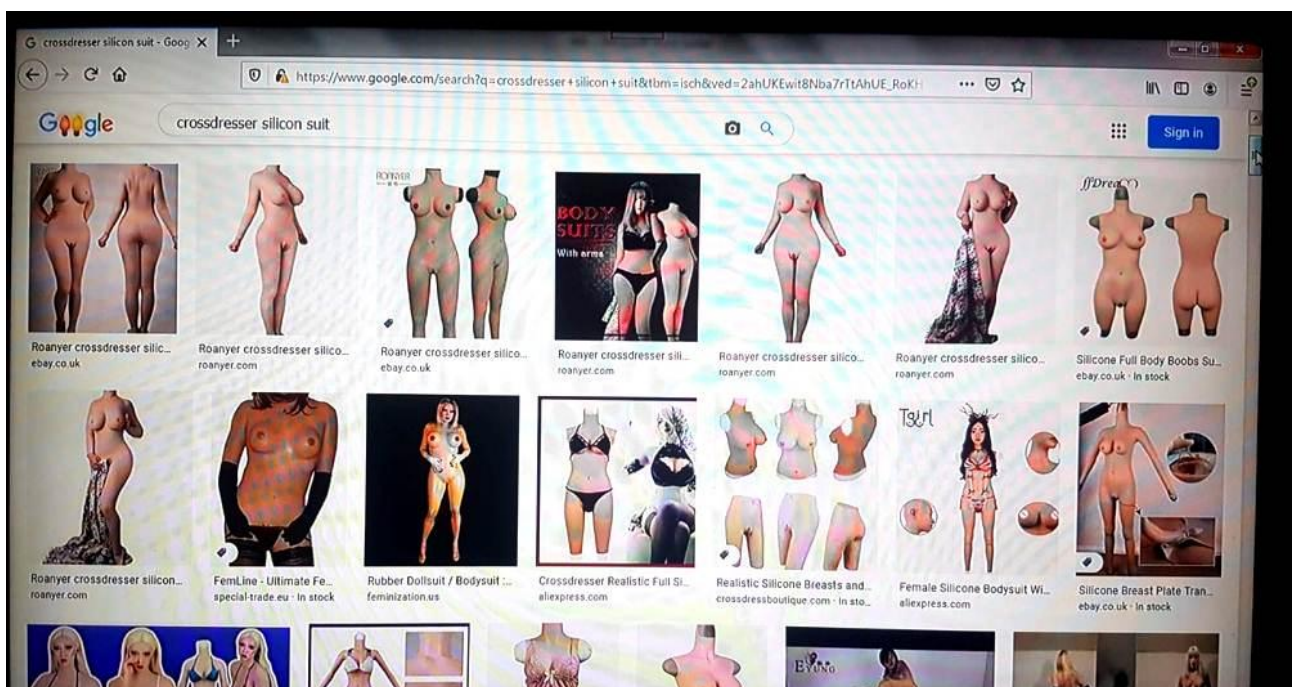 crossdresser silicon suit - Goog
https://www.google.com/search?q=crossdresser+silicon+suit&tbm=isch&ved=2ahUKEwit8Nba7rTtAhUE_RoKH
Google
crossdresser silicon suit
Sign in
ROANYER
BODY
SUITS
With arms
ffDrea
Roanyer crossdresser silic...
ebay.co.uk
Roanyer crossdresser silico...
roanyer.com
Roanyer crossdresser silico...
ebay.co.uk
Roanyer crossdresser sili...
roanyer.com
Roanyer crossdresser silico...
roanyer.com
Roanyer crossdresser silico...
roanyer.com
Silicone Full Body Boobs Su...
ebay.co.uk · In stock
Tgirl
Roanyer crossdresser silicon...
roanyer.com
FemLine - Ultimate Fe...
special-trade.eu · In stock
Rubber Dollsuit / Bodysuit :...
feminization.us
Crossdresser Realistic Full Si...
aliexpress.com
Realistic Silicone Breasts and...
crossdressboutique.com · In sto...
Female Silicone Bodysuit Wi...
aliexpress.com
Silicone Breast Plate Tran...
ebay.co.uk · In stock
EYUNG